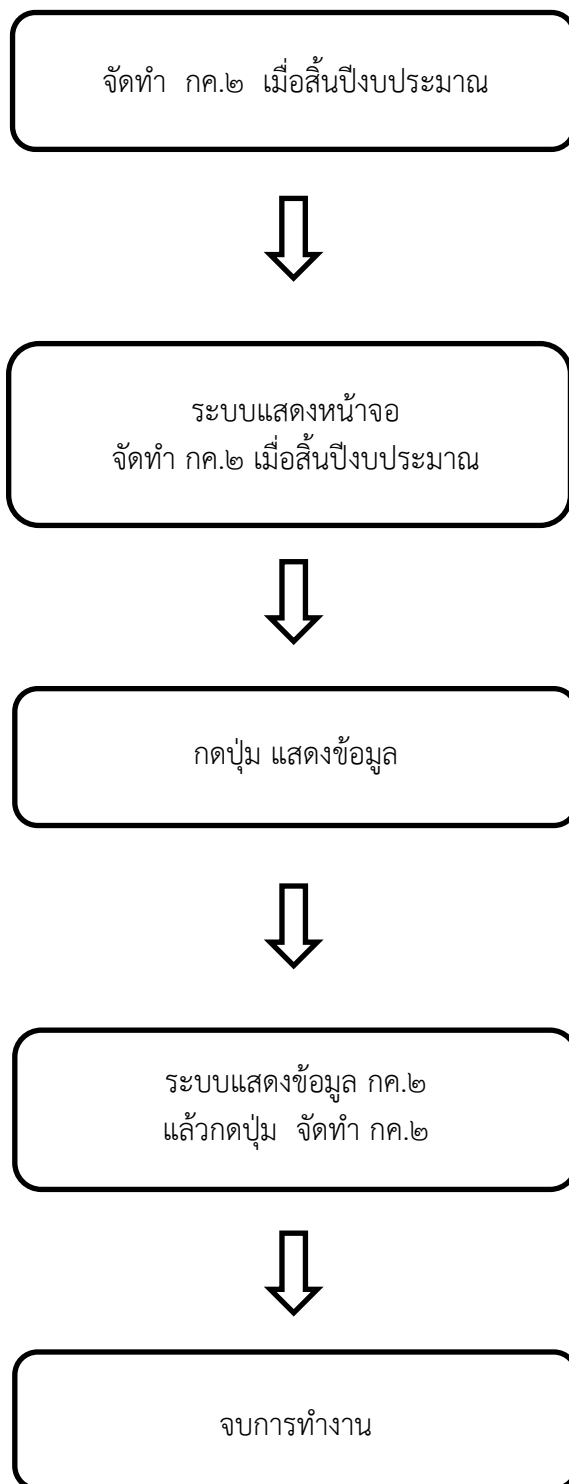 จัดทำ กค.๒ เมื่อสิ้นปีงบประมาณ
ระบบแสดงหน้าจอ
จัดทำ กค.๒ เมื่อสิ้นปีงบประมาณ
กดปุ่ม แสดงข้อมูล
ระบบแสดงข้อมูล กค.๒
แล้วกดปุ่ม จัดทำ กค.๒
จบการทำงาน